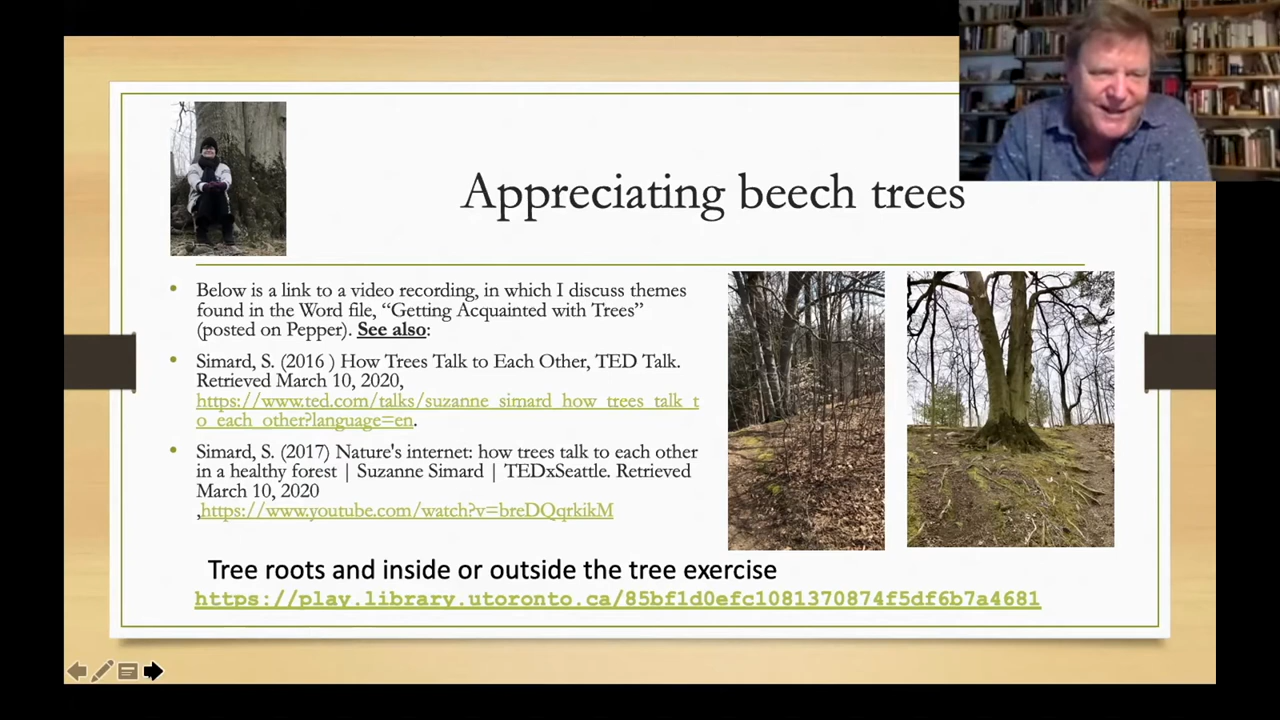 Appreciating beech trees
Below is a link to a video recording, in which I discuss themes
found in the Word file, “Getting Acquainted with Trees”
(posted on Pepper). See also:
Simard, S. (2016 ) How Trees Talk to Each Other, TED Talk.
Retrieved March 10, 2020,
https://www.ted.com/talks/suzanne_simard_how_trees_talk_t
o_each_other?language=en.
Simard, S. (2017) Nature's internet: how trees talk to each other
in a healthy forest | Suzanne Simard | TEDxSeattle. Retrieved
March 10, 2020
,https://www.youtube.com/watch?v=breDQqrkikM
Tree roots and inside or outside the tree exercise
https://play.library.utoronto.ca/85bf1d0efc1081370874f5df6b7a4681